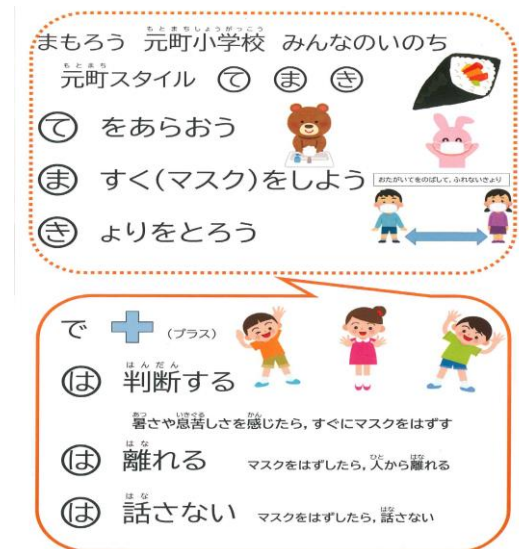 まもろう 元町小学校 みんなのいのち
元町スタイル て ま き
て をあらおう
ま すく(マスク)をしよう
おたがいてをのばして、ふれないきょり
き ょりをとろう
で + (プラス)
は 判断する
暑さや息苦しさを感じたら，すぐにマスクをはずす
は 離れる マスクをはずしたら，人から離れる
は 話さない マスクをはずしたら，話さない